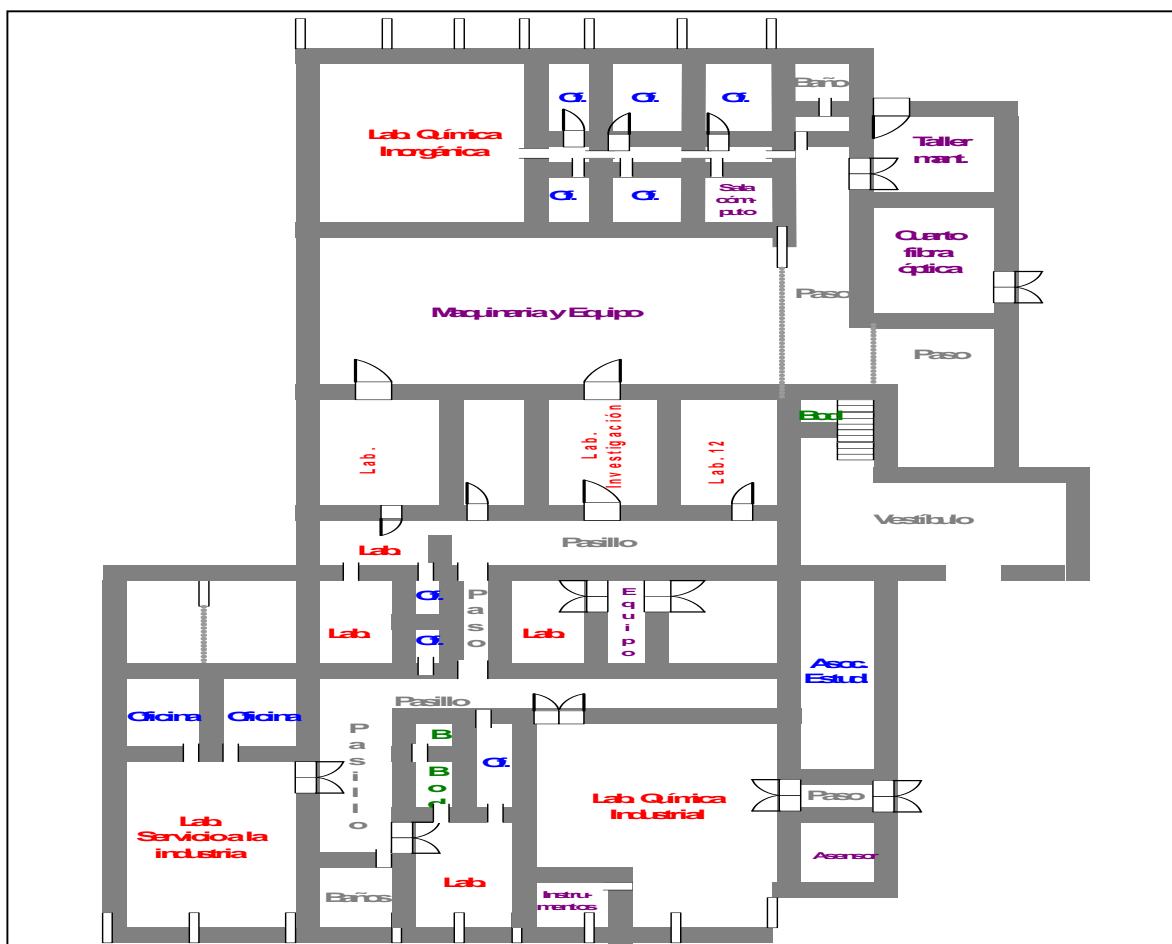 Baño
Of.
Of.
Of.
Lab. Química
Inorgánica
Taller
mant.
Of.
Of.
Sala
cóm-
puto
Cuarto
fibra
óptica
Paso
Maquinaria y Equipo
Paso
Bod
Lab.
Lab.
Investigación
Lab. 12
Vestíbulo
Pasillo
Lab.
Of.
Paso
Equipo
Lab.
Of.
Lab.
Asoc.
Estud.
Pasillo
Oficina
Oficina
Pasillo
B
Of.
Bod
Paso
Lab.
Servicio a la
industria
Lab. Química
Industrial
Asensor
Lab.
Baños
Instru-
mentos